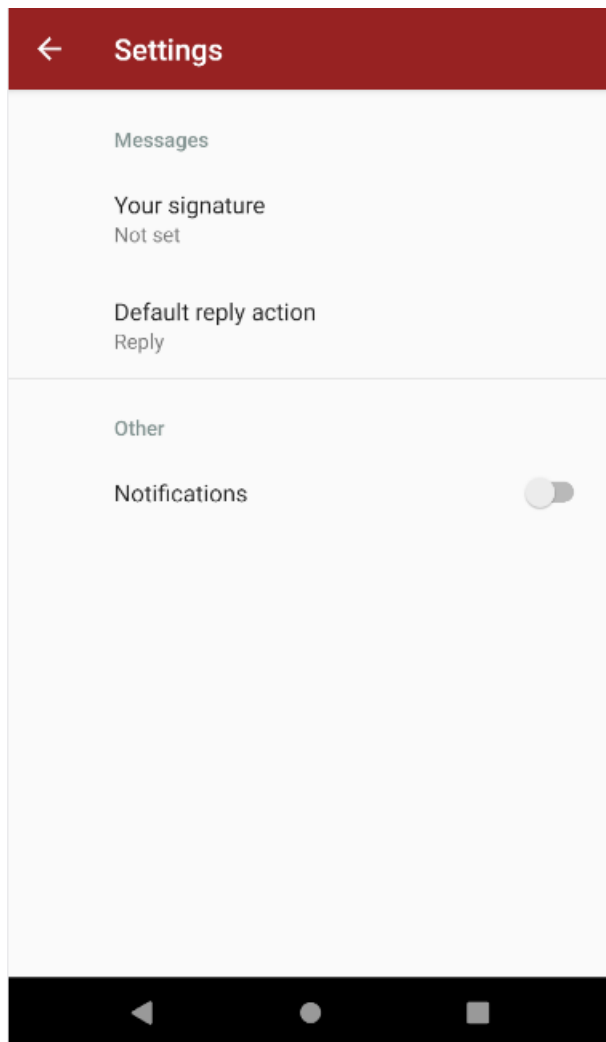 Settings
Messages
Your signature
Not set
Default reply action
Reply
Other
Notifications